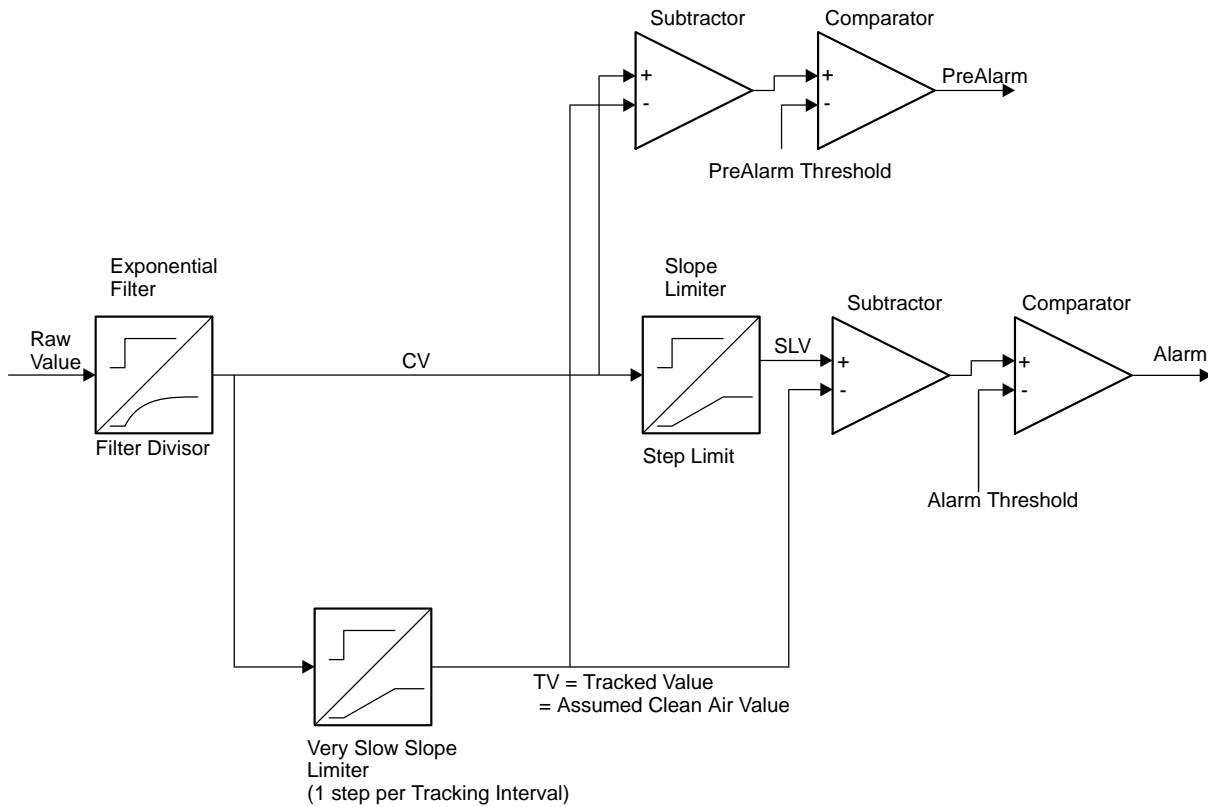 Subtractor
Comparator
+
-
+
-
PreAlarm
PreAlarm Threshold
Exponential
Filter
Raw
Value
Filter Divisor
CV
Slope
Limiter
Step Limit
SLV
Subtractor
Comparator
+
-
+
-
Alarm
Alarm Threshold
TV = Tracked Value
= Assumed Clean Air Value
Very Slow Slope
Limiter
(1 step per Tracking Interval)